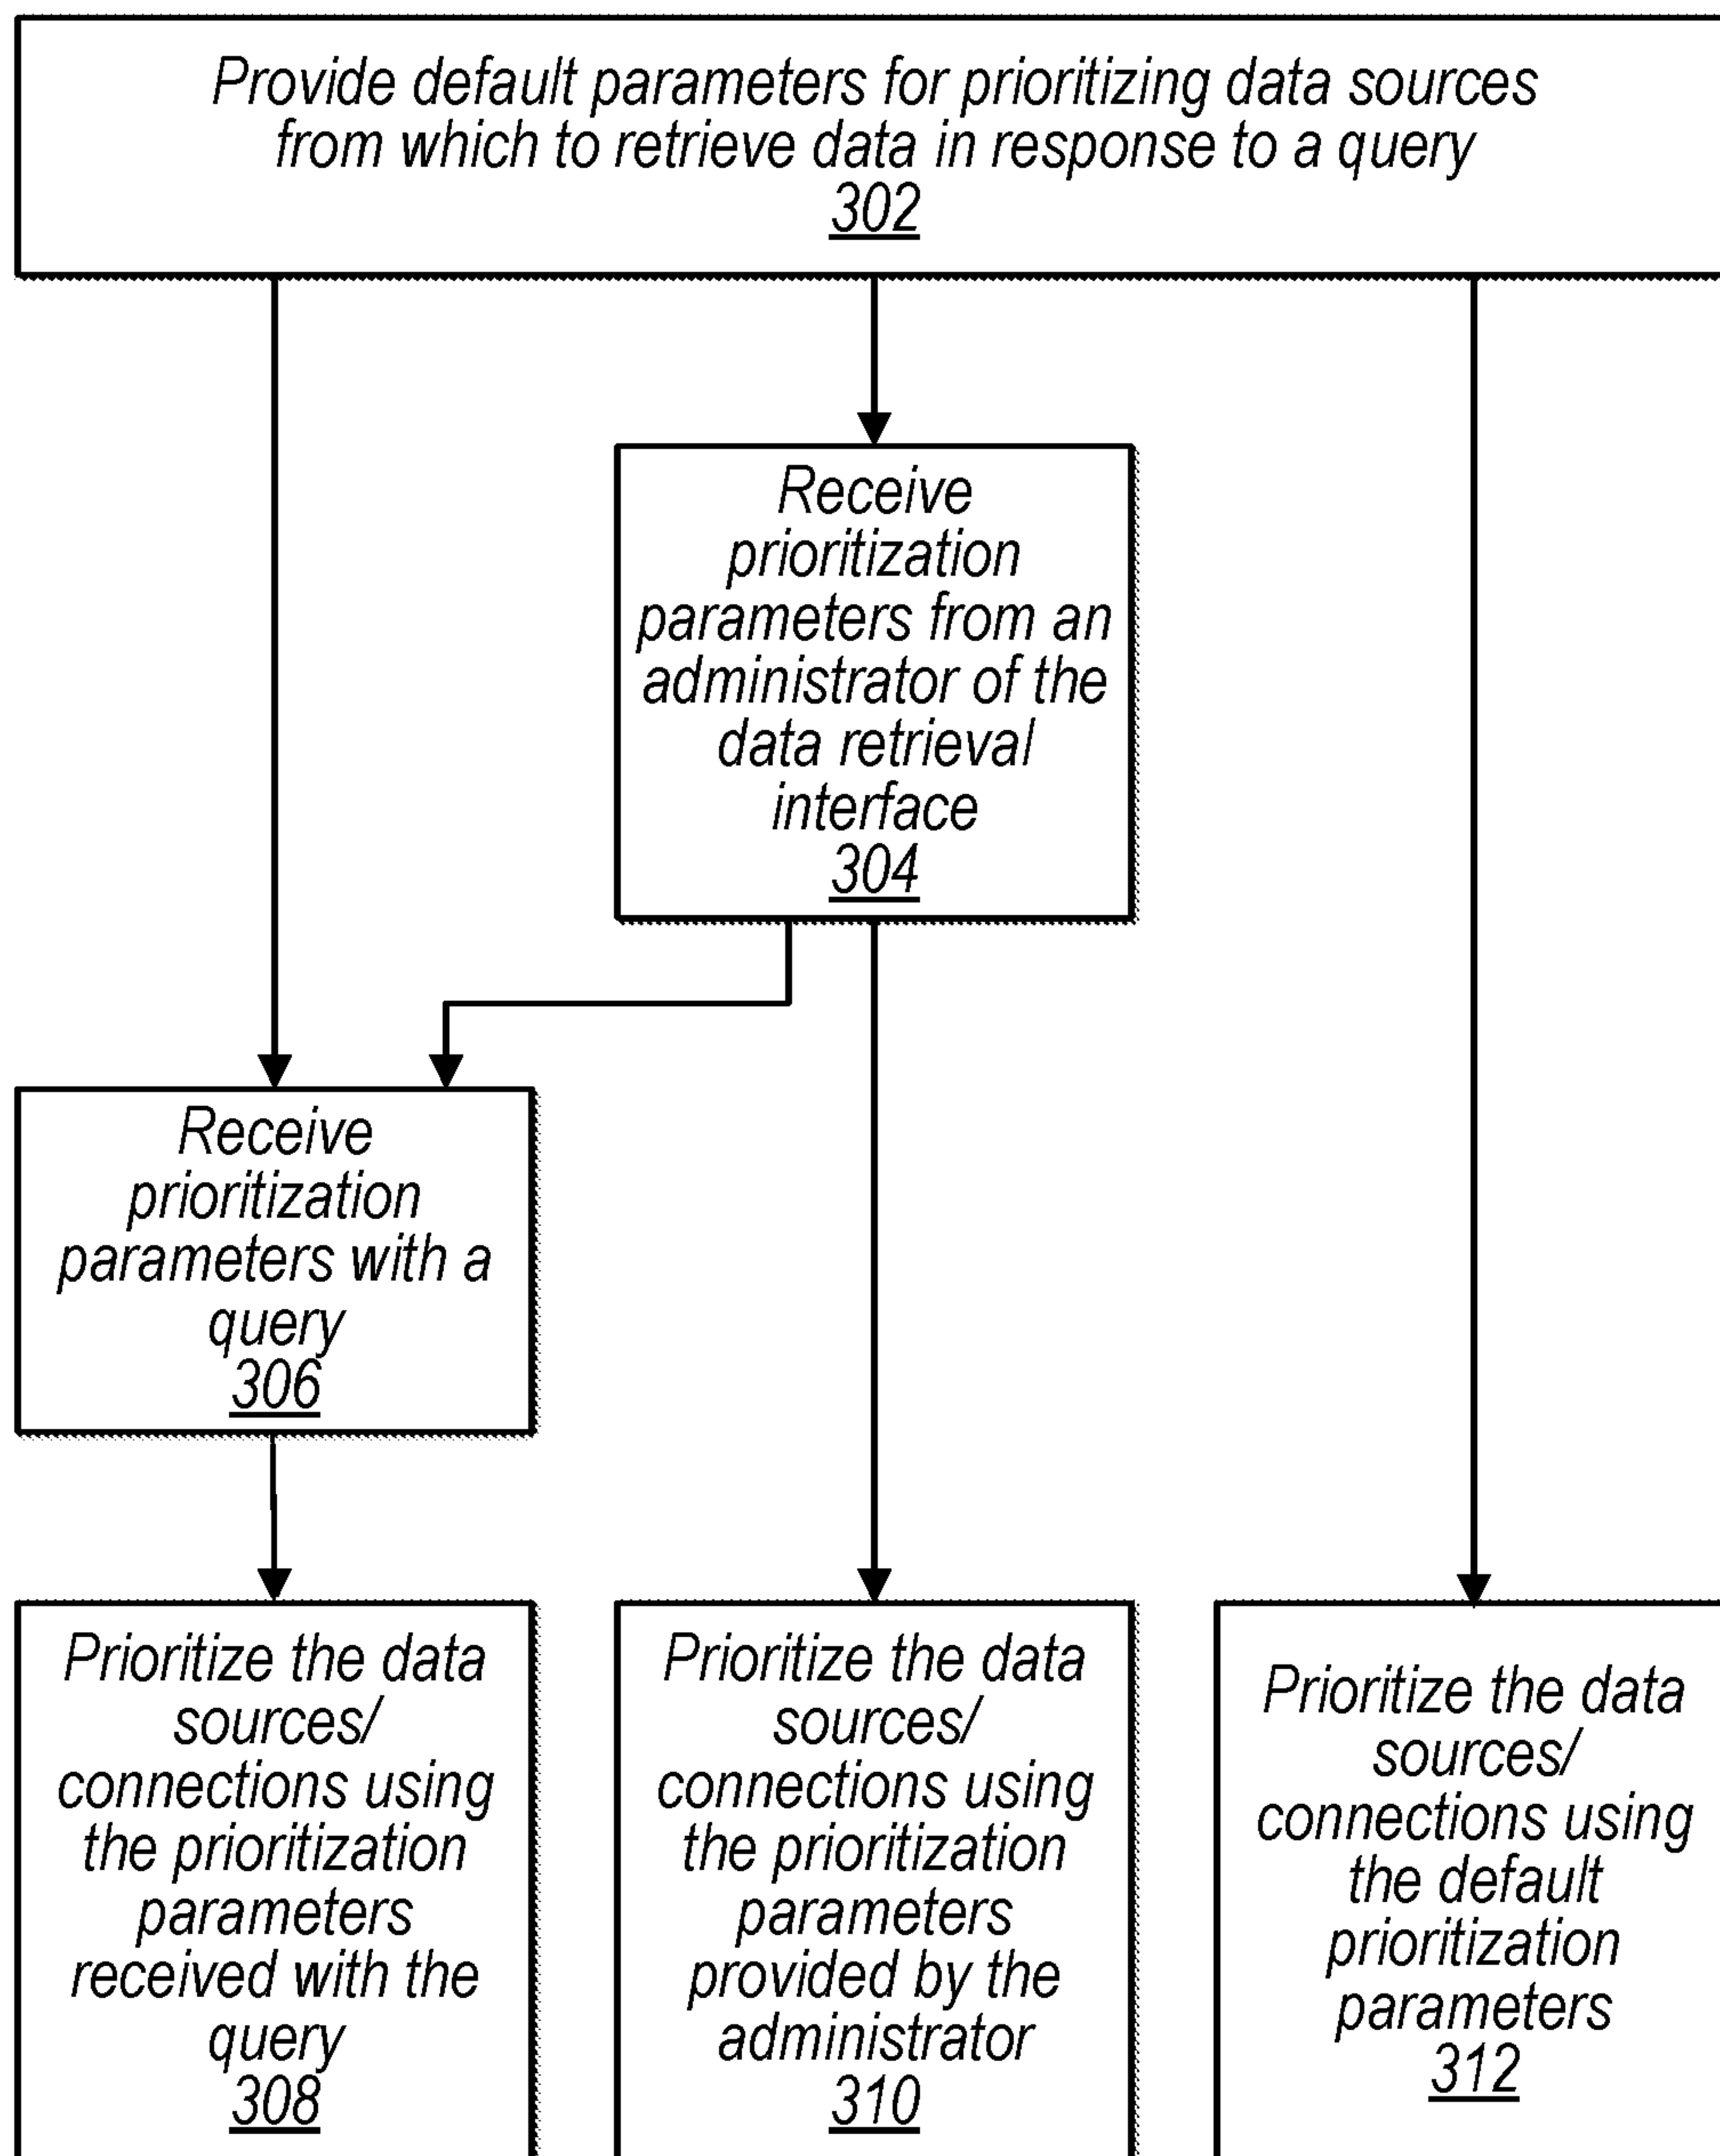 Provide default parameters for prioritizing data sources
from which to retrieve data in response to a query
302
Receive
prioritization
parameters from an
administrator of the
data retrieval
interface
304
Receive
prioritization
parameters with a
query
306
Prioritize the data
sources/
connections using
the prioritization
parameters
received with the
query
308
Prioritize the data
sources/
connections using
the prioritization
parameters
provided by the
administrator
310
Prioritize the data
sources/
connections using
the default
prioritization
parameters
312